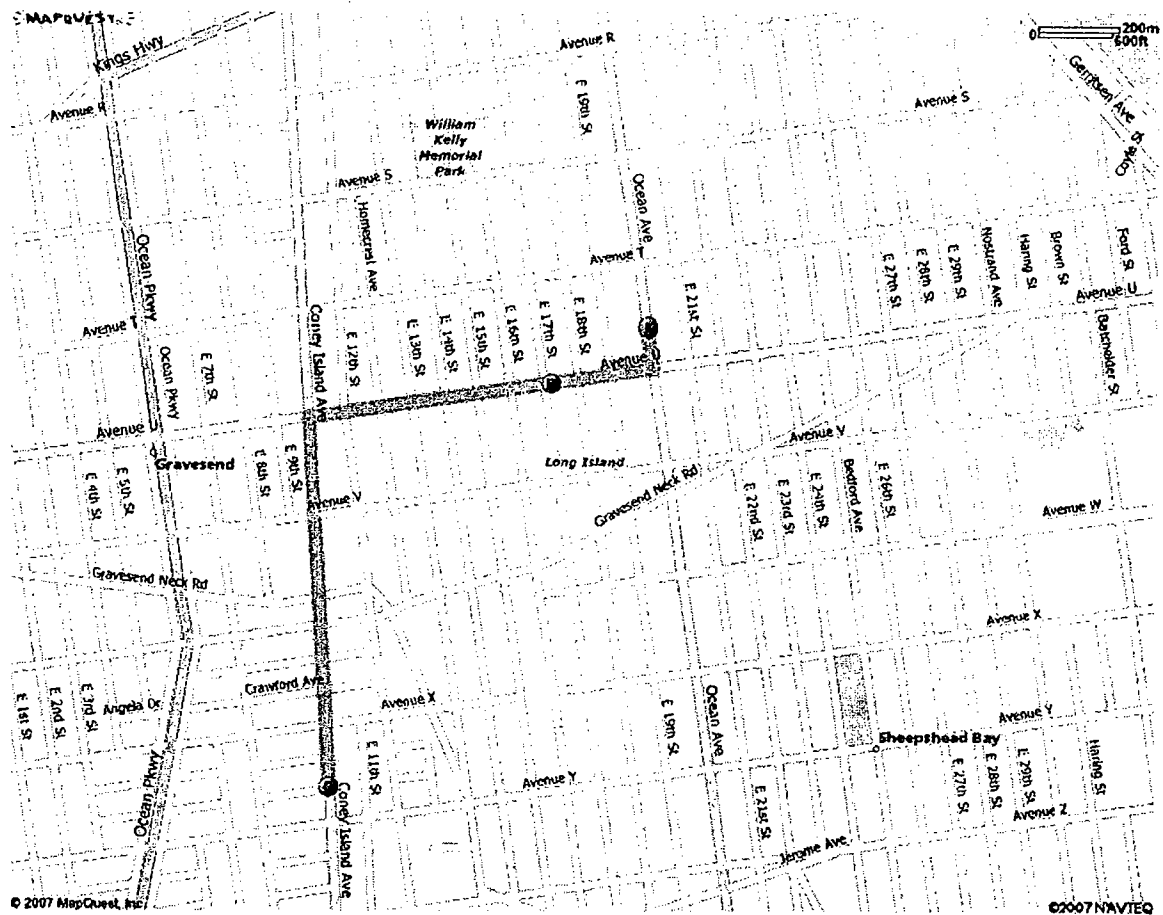 MAPQUEST
200m
0
600ft
Kings Hwy
Avenue R
Gerritsen Ave
Avenue R
E 19th St
Avenue S
William
Kelly
Memorial
Park
Coyle St
Avenue S
Ocean Ave
Homecrest Ave
Ocean Pkwy
Avenue T
E 27th St
E 28th St
E 29th St
Nostrand Ave
Haring St
Brown St
Ford St
Avenue U
E 21st St
Avenue T
Coney Island Ave
E 12th St
E 13th St
E 14th St
E 15th St
E 16th St
E 17th St
E 18th St
Batchelder St
Ocean Pkwy
E 7th St
Avenue
Avenue
Gravesend
E 4th St
E 5th St
E 8th St
E 9th St
Long Island
Avenue V
Avenue V
Gravesend Neck Rd
E 22nd St
E 23rd St
E 24th St
Bedford Ave
E 26th St
Avenue W
Gravesend Neck Rd
Avenue X
E 1st St
E 2nd St
E 3rd St
Angela Dr
Crawford Ave
Avenue X
E 19th St
Ocean Ave
Avenue Y
Sheepshead Bay
Ocean Pkwy
E 11th St
Avenue Y
E 27th St
E 28th St
E 29th St
Haring St
Coney Island Ave
E 21st St
Avenue Z
Jerome Ave
© 2007 MapQuest, Inc
©2007 NAVTEQ